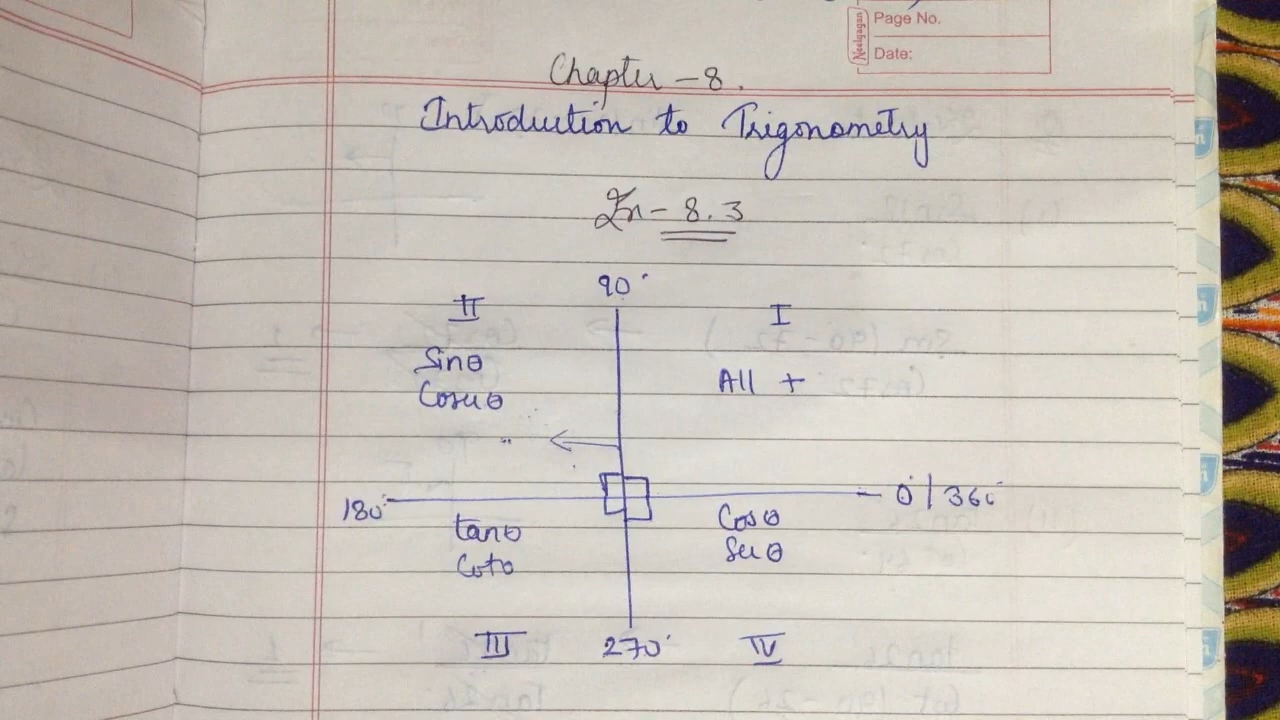 Neelgagan
Page No.
Date:
Chapter - 8.
Introduction to Trigonometry
Ex - 8.3
90°
II
I
Sinθ
All +
Cosecθ
180°
0° | 360°
tanθ
Cosθ
Cotθ
Secθ
III
270°
IV